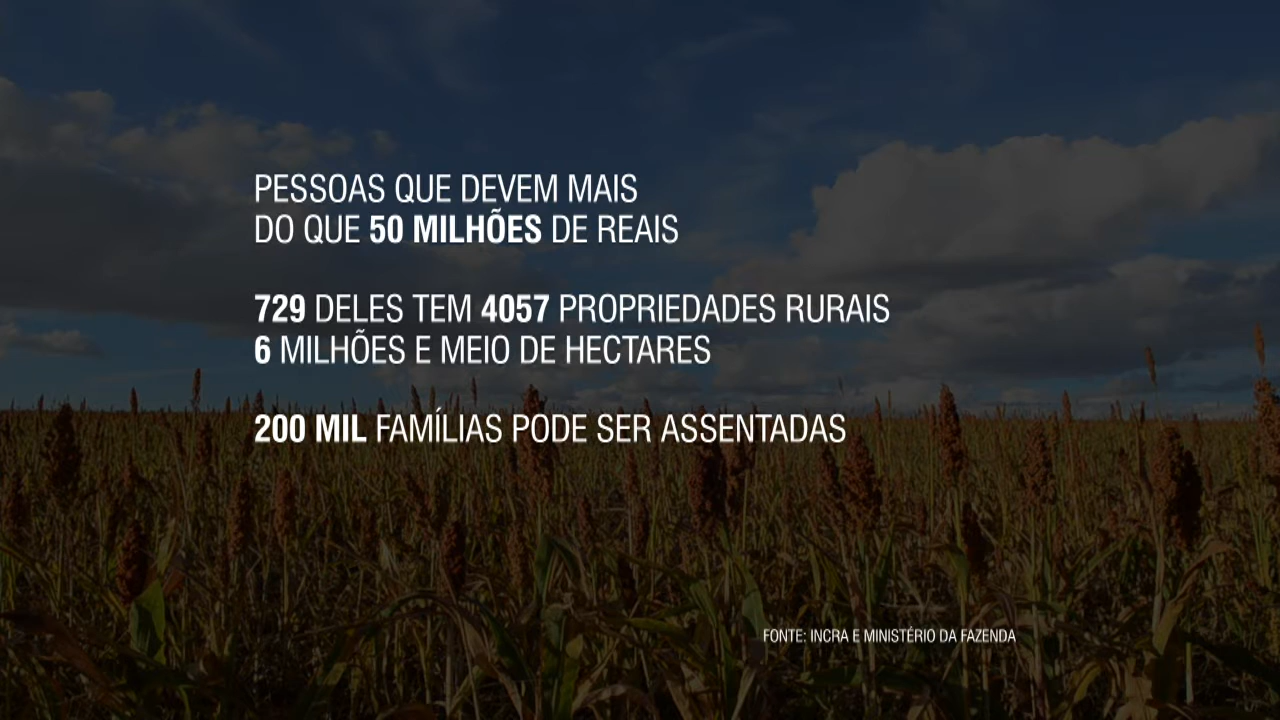 PESSOAS QUE DEVEM MAIS
DO QUE 50 MILHÕES DE REAIS
729 DELES TEM 4057 PROPRIEDADES RURAIS
6 MILHÕES E MEIO DE HECTARES
200 MIL FAMÍLIAS PODE SER ASSENTADAS
FONTE: INCRA E MINISTÉRIO DA FAZENDA